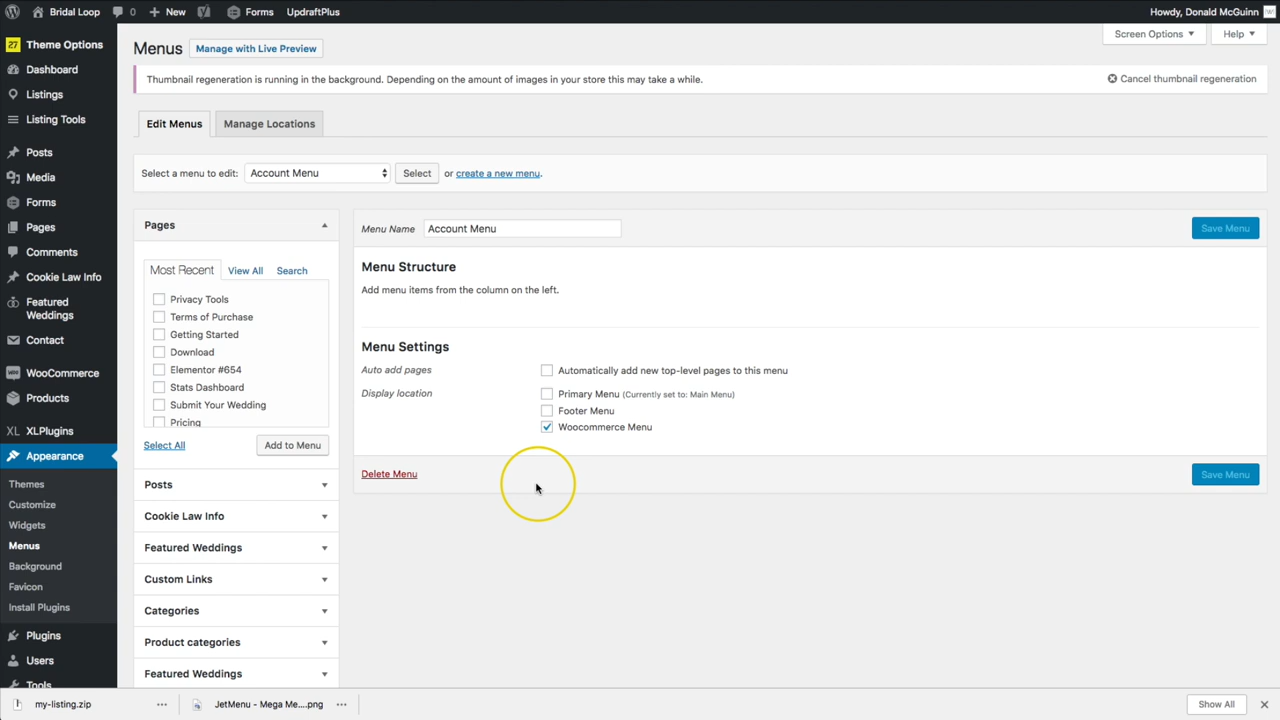 Bridal Loop
0
New
Forms
UpdraftPlus
Howdy, Donald McGuinn
27
Theme Options
Dashboard
Listings
Listing Tools
Posts
Media
Forms
Pages
Comments
Cookie Law Info
Featured
Weddings
Contact
WooCommerce
Products
XL
XLPlugins
Appearance
Themes
Customize
Widgets
Menus
Background
Favicon
Install Plugins
Plugins
Users
Tools
Screen Options
Help
Menus
Manage with Live Preview
Thumbnail regeneration is running in the background. Depending on the amount of images in your store this may take a while.
Cancel thumbnail regeneration
Edit Menus
Manage Locations
Select a menu to edit:
Account Menu
Select
or create a new menu.
Pages
Most Recent
View All
Search
Privacy Tools
Terms of Purchase
Getting Started
Download
Elementor #654
Stats Dashboard
Submit Your Wedding
Pricing
Select All
Add to Menu
Posts
Cookie Law Info
Featured Weddings
Custom Links
Categories
Product categories
Featured Weddings
Menu Name
Account Menu
Save Menu
Menu Structure
Add menu items from the column on the left.
Menu Settings
Auto add pages
Automatically add new top-level pages to this menu
Display location
Primary Menu (Currently set to: Main Menu)
Footer Menu
Woocommerce Menu
Delete Menu
Save Menu
my-listing.zip
JetMenu - Mega Me....png
Show All